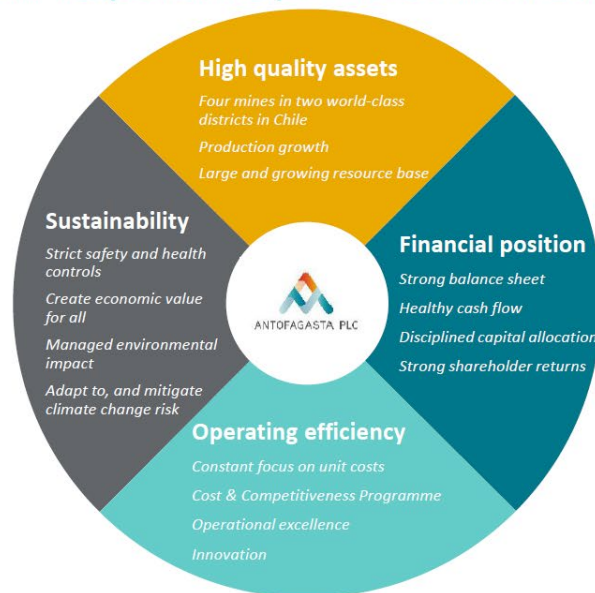 High quality assets
Four mines in two world-class
districts in Chile
Production growth
Large and growing resource base
Sustainability
Strict safety and health
controls
Create economic value
for all
Managed environmental
impact
Adapt to, and mitigate
climate change risk
ANTOFAGASTA PLC
Financial position
Strong balance sheet
Healthy cash flow
Disciplined capital allocation
Strong shareholder returns
Operating efficiency
Constant focus on unit costs
Cost & Competitiveness Programme
Operational excellence
Innovation